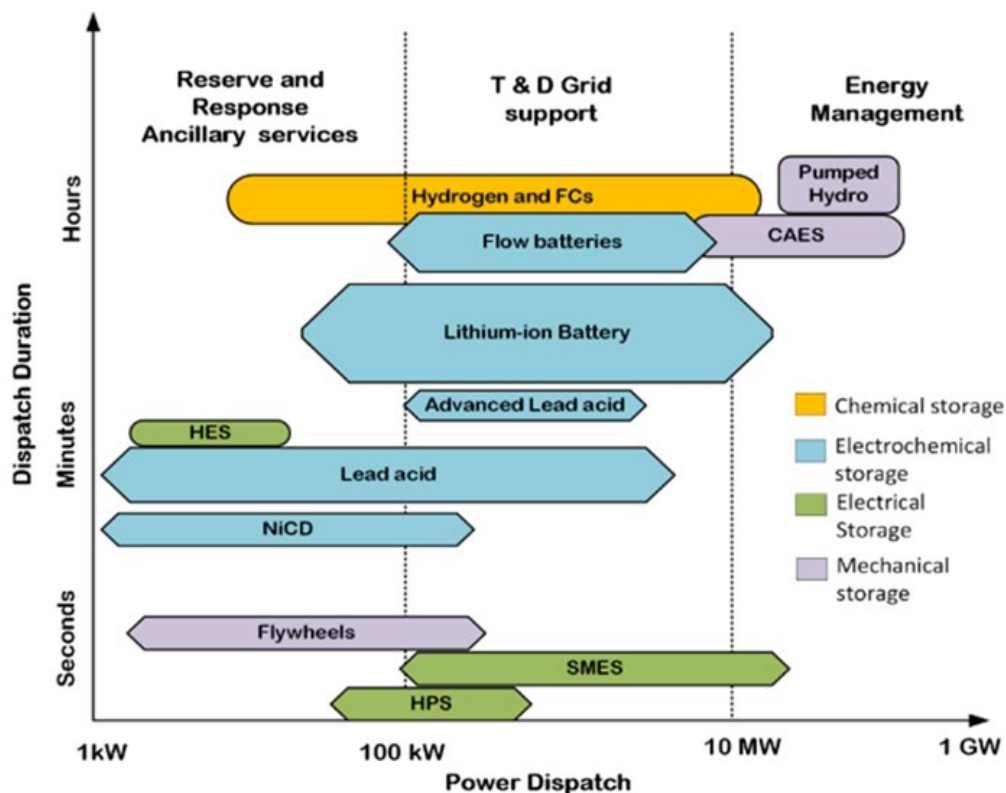 Reserve and
Response
Ancillary services
T & D Grid
support
Energy
Management
Dispatch Duration
Hours
Minutes
Seconds
Pumped
Hydro
Hydrogen and FCs
CAES
Flow batteries
Lithium-ion Battery
Advanced Lead acid
HES
Lead acid
NiCD
Flywheels
SMES
HPS
Chemical storage
Electrochemical
storage
Electrical
Storage
Mechanical
storage
1kW
100 kW
10 MW
1 GW
Power Dispatch